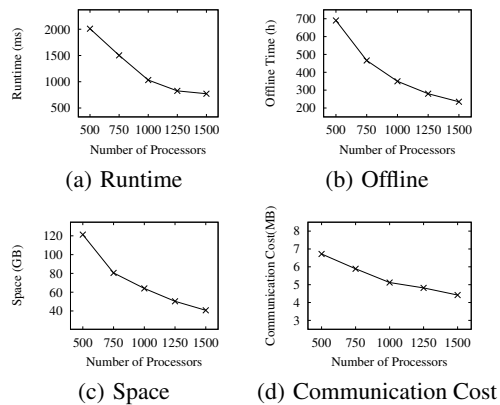 Runtime (ms)
2000
1500
1000
500
500 750 1000 1250 1500
Number of Processors
(a) Runtime
Offline Time (h)
700
600
500
400
300
200
500 750 1000 1250 1500
Number of Processors
(b) Offline
Space (GB)
120
100
80
60
40
500 750 1000 1250 1500
Number of Processors
(c) Space
Communication Cost(MB)
8
7
6
5
4
3
500 750 1000 1250 1500
Number of Processors
(d) Communication Cost